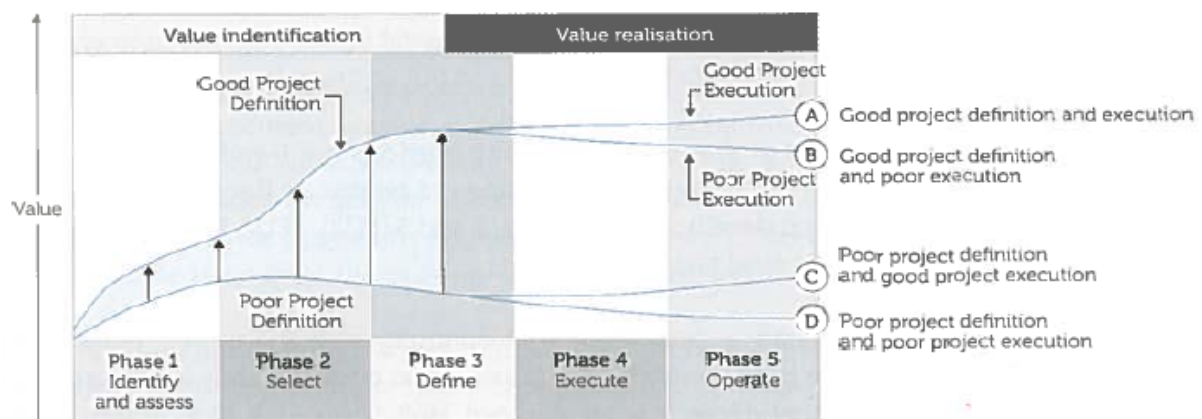 Value indentification
Value realisation
Good Project
Definition
Good Project
Execution
A
Good project definition and execution
B
Good project definition
and poor execution
Poor Project
Execution
Value
Poor Project
Definition
C
Poor project definition
and good project execution
D
Poor project definition
and poor project execution
Phase 1
Identify
and assess
Phase 2
Select
Phase 3
Define
Phase 4
Execute
Phase 5
Operate